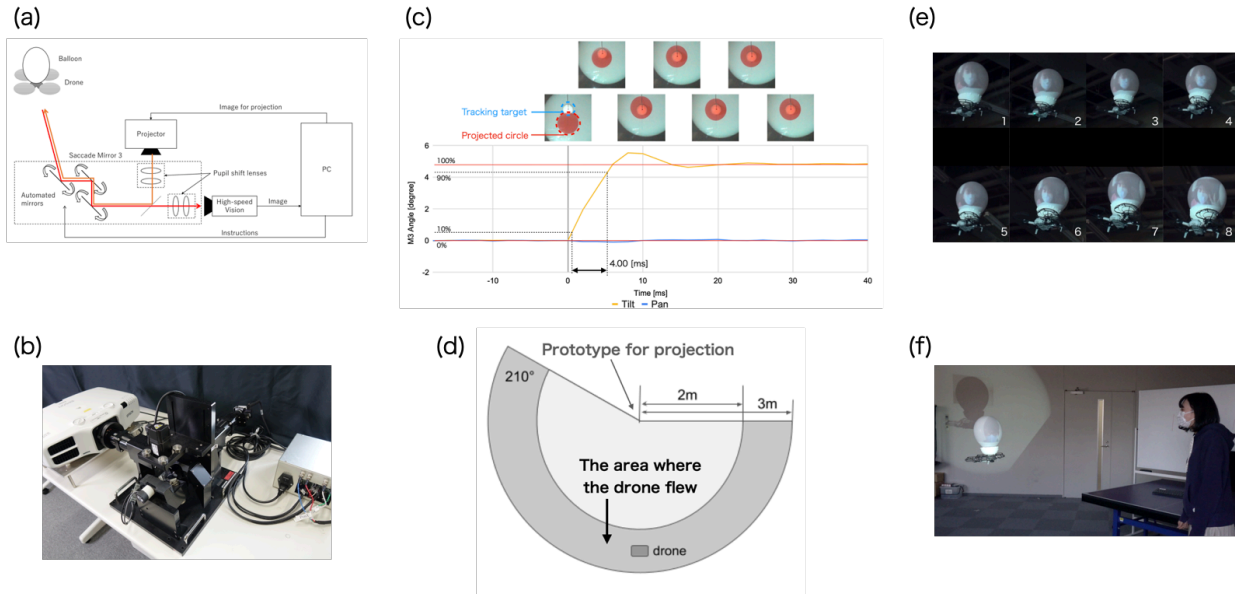 (a)
Balloon
Drone
Image for projection
Projector
Saccade Mirror 3
PC
Pupil shift lenses
Automated
mirrors
High-speed
Vision
Image
Instructions
(b)
(c)
Tracking target
Projected circle
M3 Angle [degree]
6
4
2
0
-2
100%
90%
10%
0%
4.00 [ms]
-10
0
10
20
30
40
Time [ms]
Tilt
Pan
(d)
Prototype for projection
210°
2m
3m
The area where
the drone flew
drone
(e)
1
2
3
4
5
6
7
8
(f)